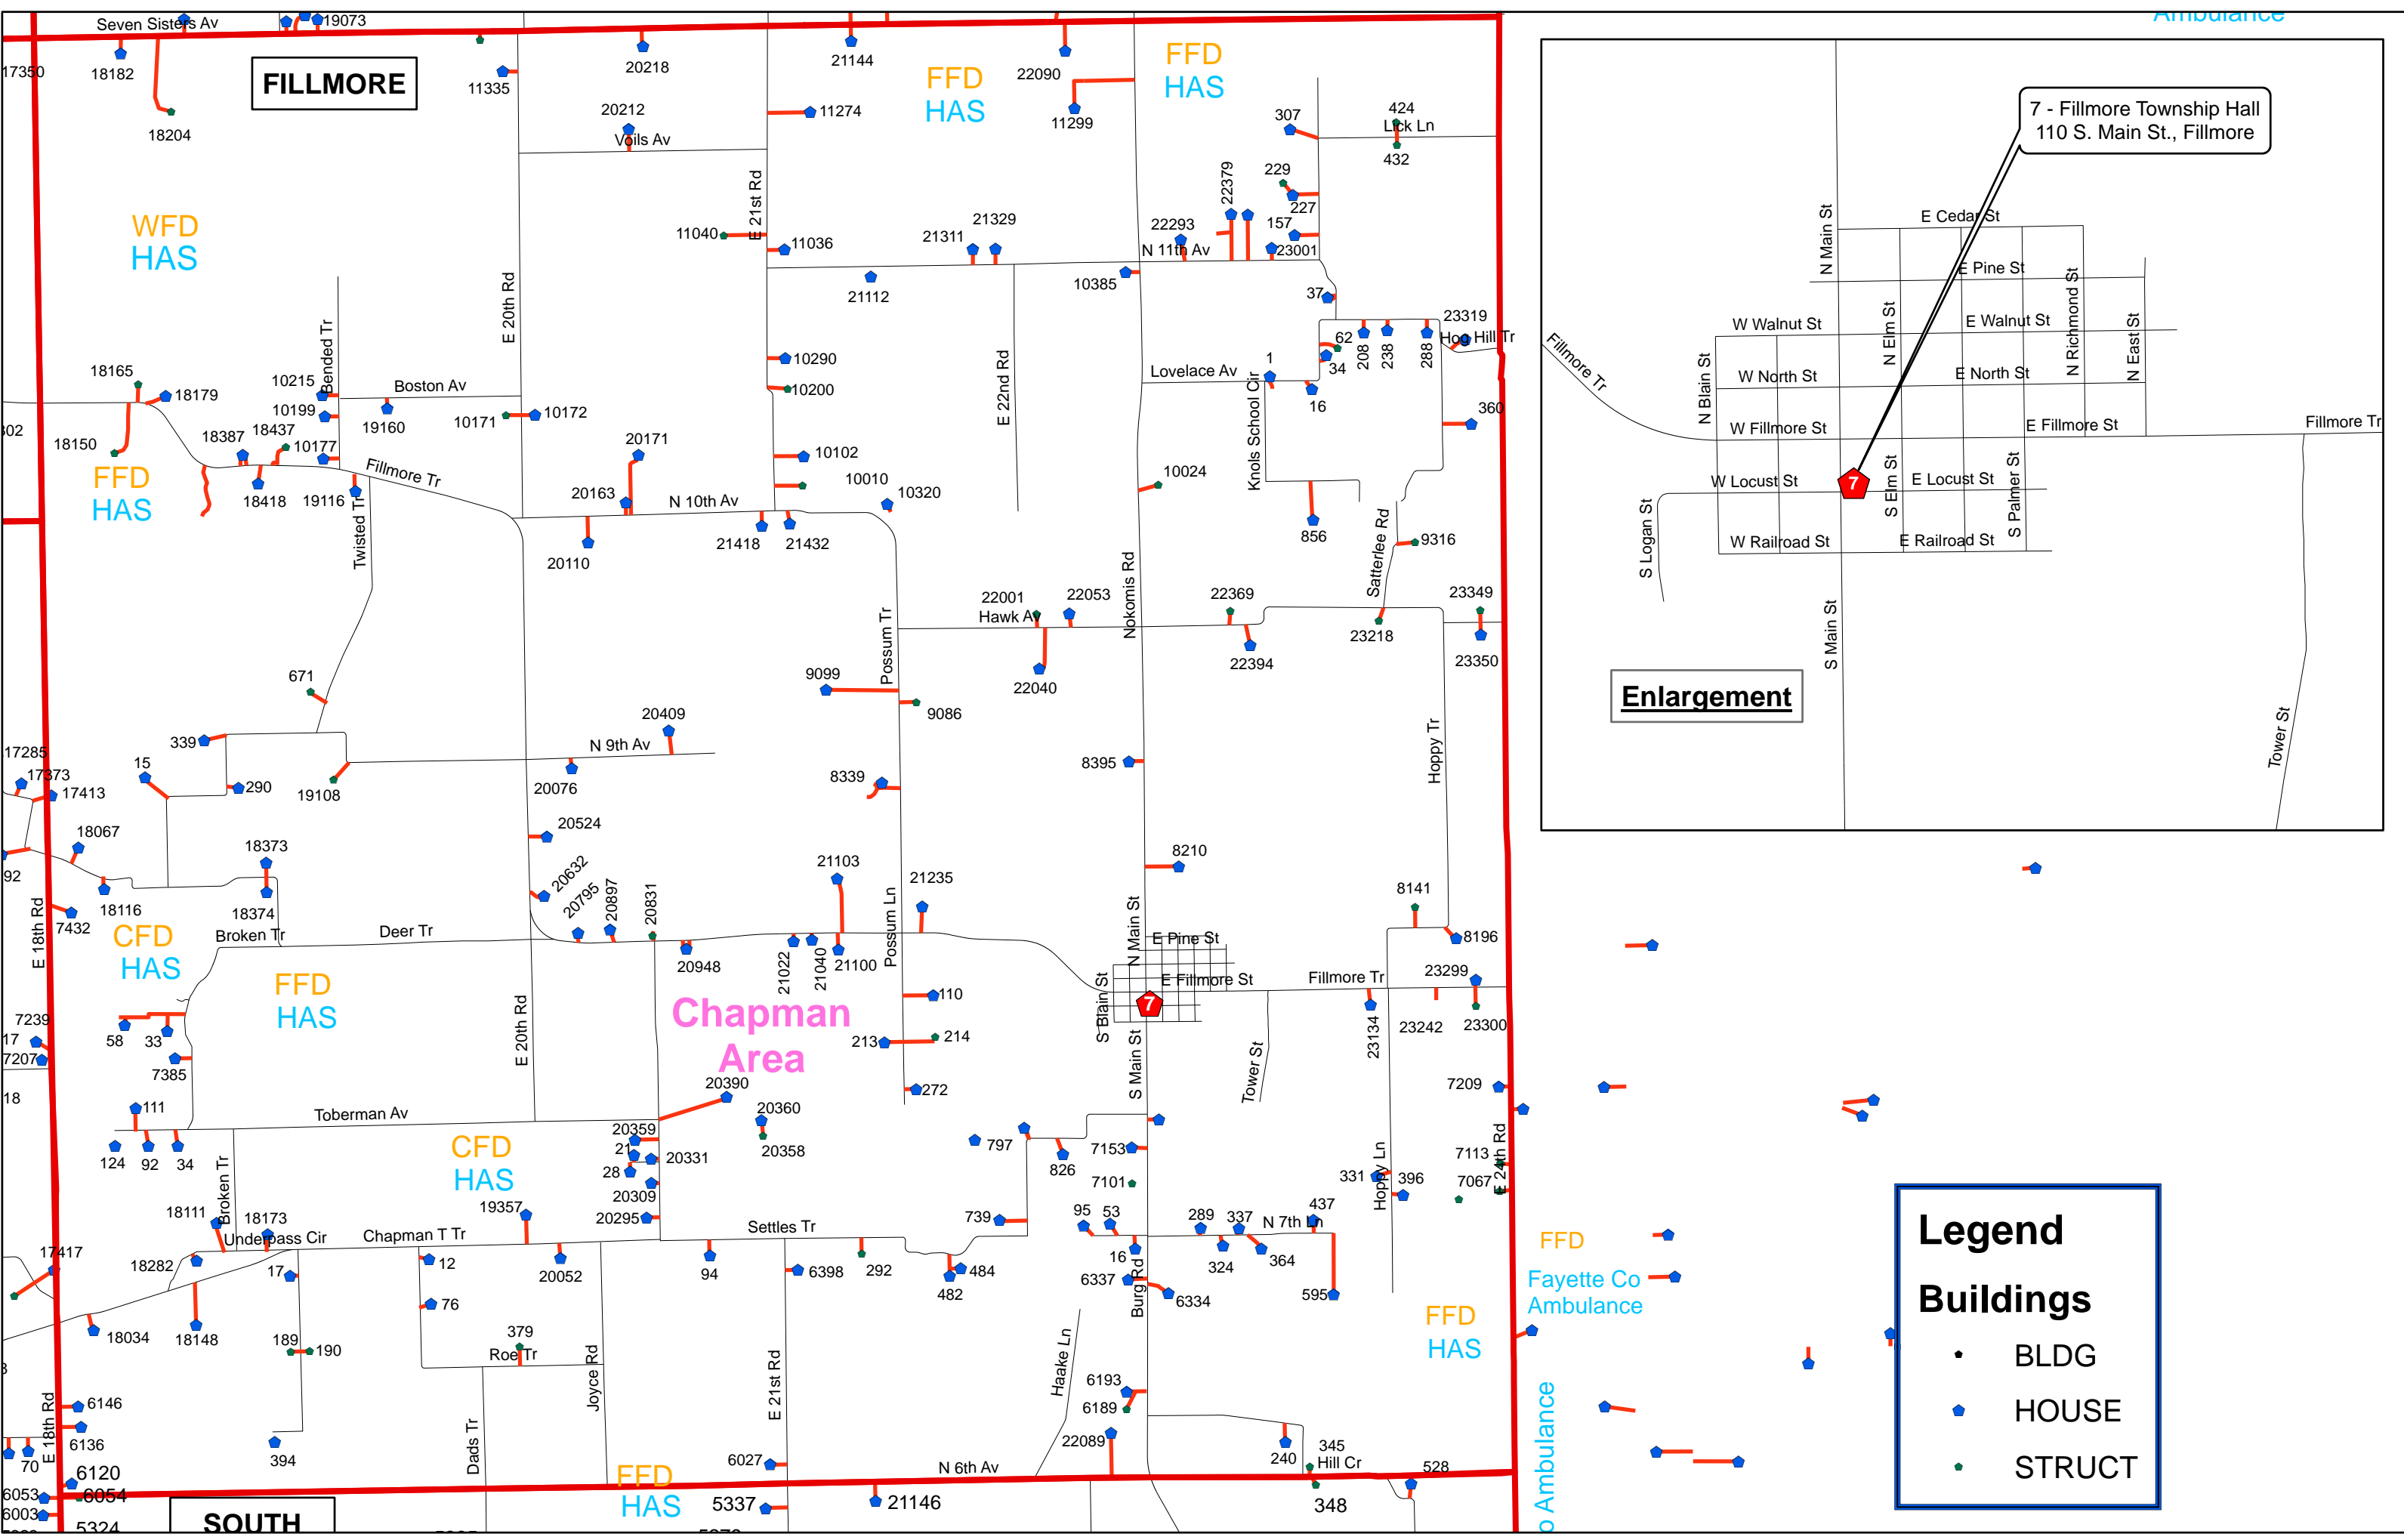 Seven Sisters Av
19073
Ambulance
17350
18182
FILLMORE
11335
20218
21144
FFD
HAS
22090
FFD
HAS
18204
20212
Voils Av
11274
11299
307
424
Lick Ln
432
7 - Fillmore Township Hall
110 S. Main St., Fillmore
WFD
HAS
E 21st Rd
11040
11036
21311
21329
22293
22379
229
227
157
23001
N 11th Av
N Main St
E Cedar St
E Pine St
E 20th Rd
21112
10385
37
Bended Tr
10290
E 22nd Rd
62
34
208
238
288
23319
Hog Hill Tr
W Walnut St
N Elm St
E Walnut St
N Richmond St
N East St
Fillmore Tr
18165
18179
10215
Boston Av
10200
Lovelace Av
1
Knols School Cir
16
N Blain St
W North St
E North St
302
18150
10199
19160
10171
10172
360
W Fillmore St
E Fillmore St
Fillmore Tr
18387
18437
10177
20171
10102
FFD
HAS
18418
19116
Fillmore Tr
20163
N 10th Av
10010
10320
10024
W Locust St
7
S Elm St
E Locust St
S Palmer St
Twisted Tr
20110
21418
21432
Nokomis Rd
856
Satterlee Rd
9316
S Logan St
W Railroad St
E Railroad St
22001
22053
Hawk Av
22369
23218
23349
Possum Tr
22394
23350
S Main St
671
9099
22040
9086
Enlargement
Tower St
339
20409
N 9th Av
Hoppy Tr
17285
17373
17413
15
290
19108
20076
8339
8395
18067
18373
20524
21103
21235
8210
92
18116
18374
20632
20795
20897
20831
8141
E 18th Rd
7432
CFD
HAS
Broken Tr
Deer Tr
20948
21022
21040
21100
Possum Ln
N Main St
E Pine St
8196
FFD
HAS
E Fillmore St
Fillmore Tr
23299
Chapman
Area
110
S Blain St
7
7239
17
7207
58
33
7385
E 20th Rd
213
214
S Main St
Tower St
23134
23242
23300
18
20390
272
7209
111
Toberman Av
20360
20358
124
92
34
CFD
HAS
20359
21
28
20331
20309
20295
797
826
7153
7101
Hoppy Ln
331
396
7113
7067
E 24th Rd
Broken Tr
18111
18173
Underpass Cir
Chapman T Tr
19357
Settles Tr
739
95
53
16
289
337
N 7th Ln
437
FFD
Fayette Co
Ambulance
Legend
17417
18282
17
12
20052
94
6398
292
482
484
6337
Burg Rd
6334
324
364
595
Buildings
18034
18148
76
189
190
379
Roe Tr
Joyce Rd
E 21st Rd
Haake Ln
FFD
HAS
BLDG
HOUSE
STRUCT
E 18th Rd
6146
6136
394
Dads Tr
6193
6189
22089
o Ambulance
70
6120
6053
6054
6003
5324
SOUTH
FFD
HAS
6027
N 6th Av
5337
21146
240
345
Hill Cr
348
528